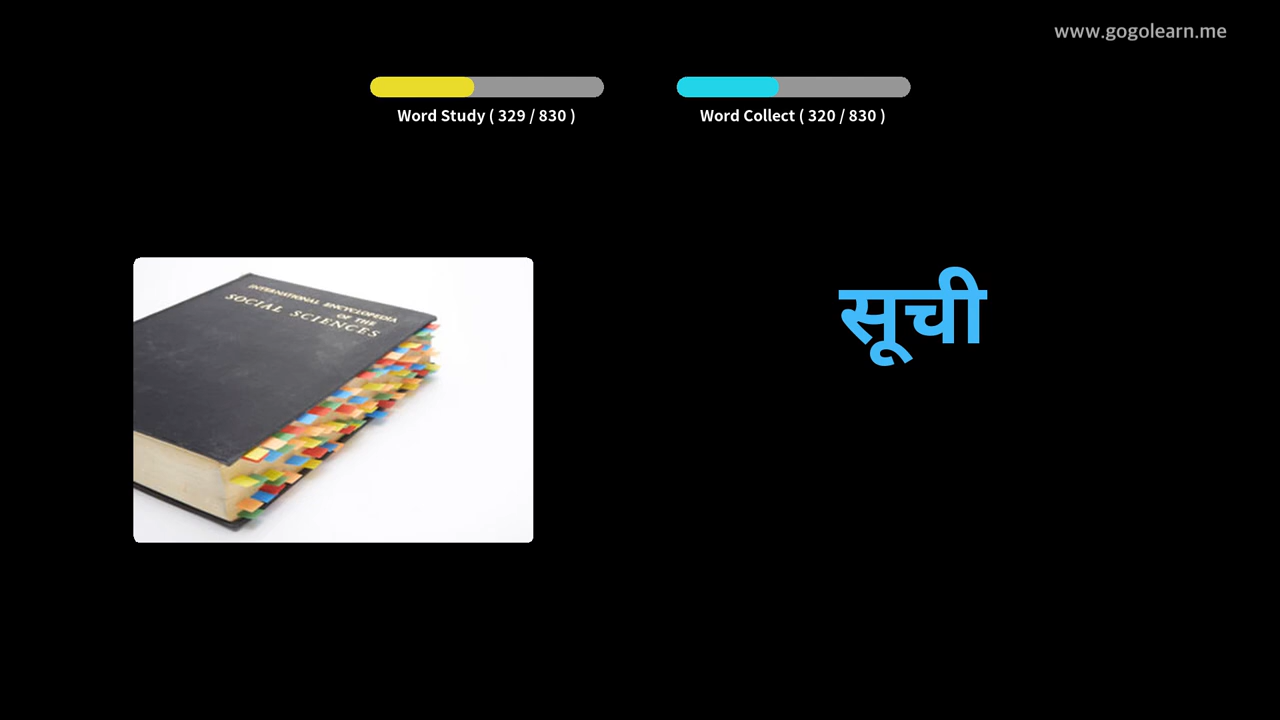 www.gogolearn.me
Word Study ( 329 / 830 )
Word Collect ( 320 / 830 )
INTERNATIONAL ENCYCLOPEDIA
OF THE
SOCIAL SCIENCES
सूची